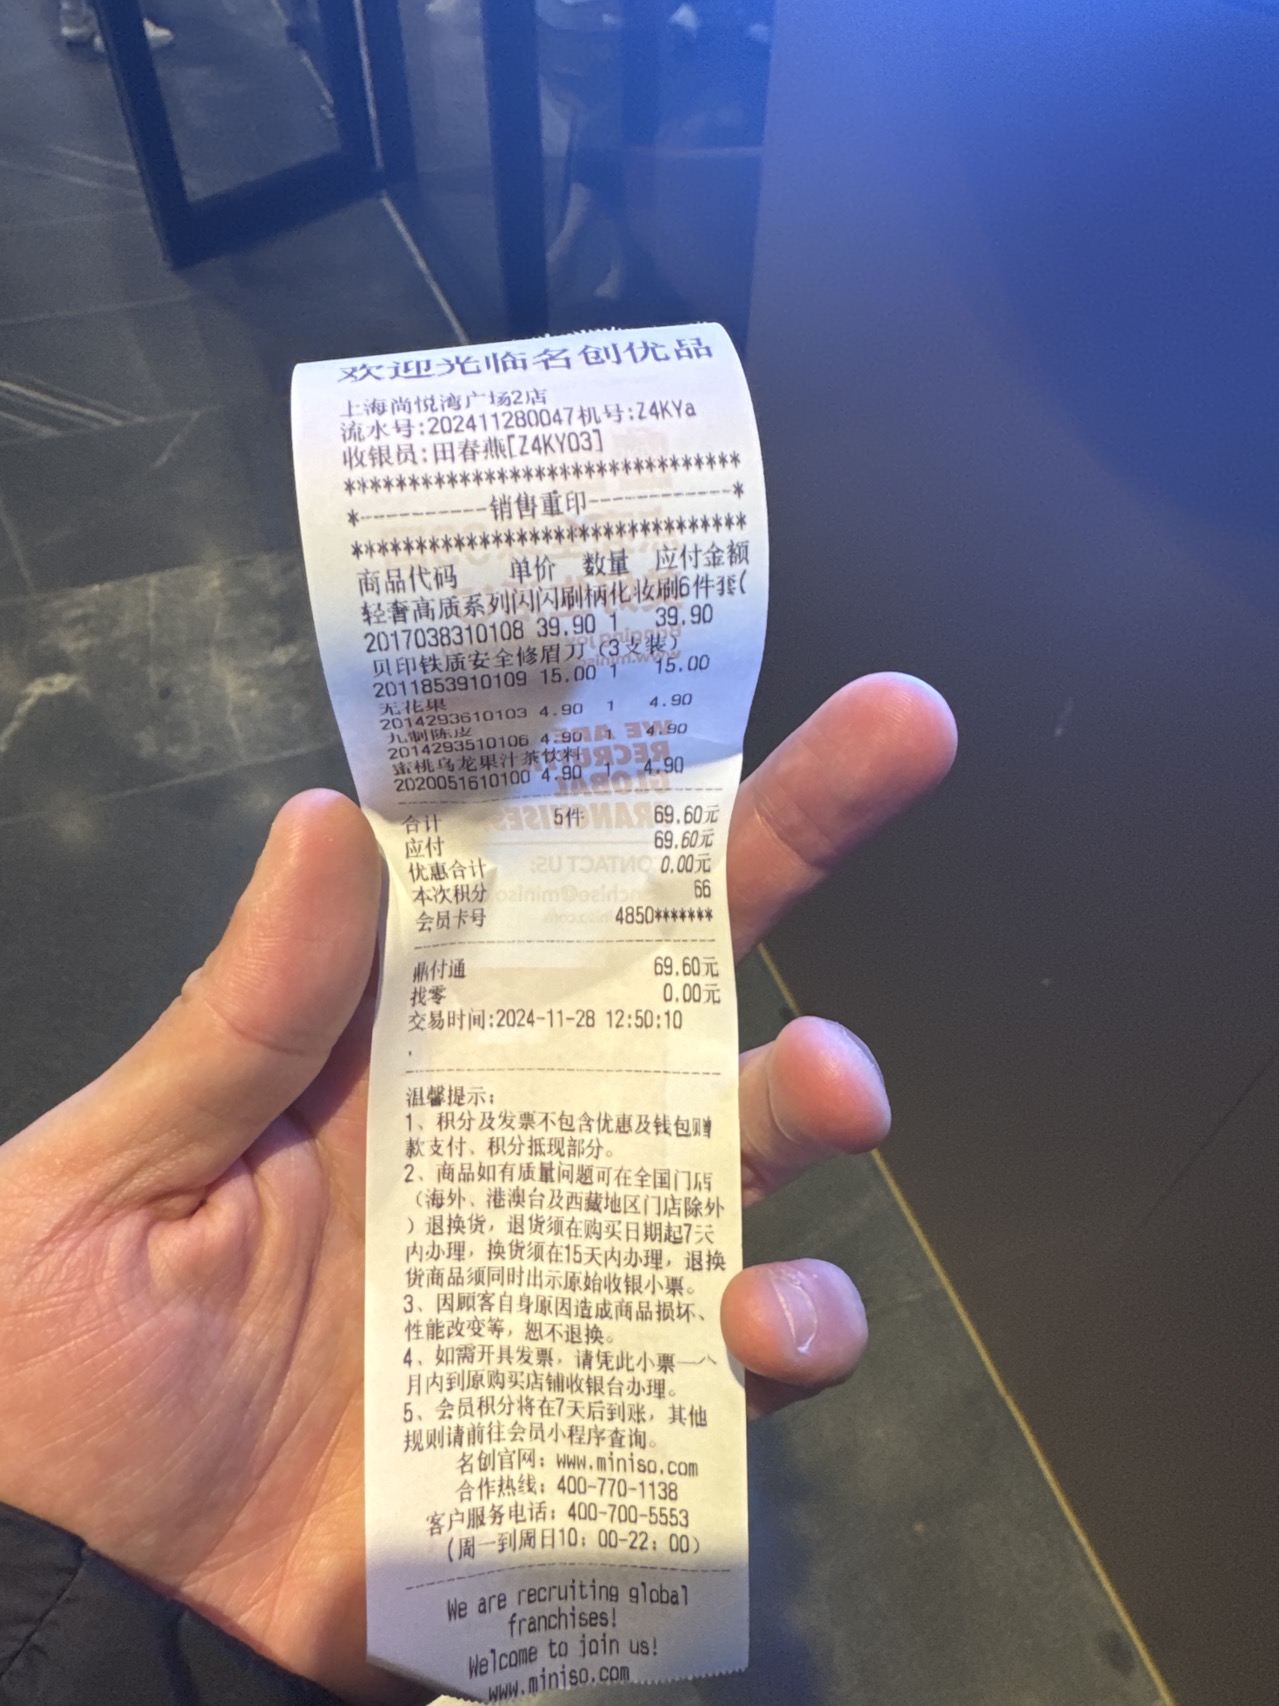 欢迎光临名创优品
上海尚悦湾广场2店
流水号:202411280047机号:Z4KYa
收银员:田春燕[Z4KY03]
*******************************
*----------销售重印-----------*
*******************************
商品代码 单价 数量 应付金额
轻奢高质系列闪闪刷柄化妆刷6件套(
2017038310108 39.90 1 39.90
贝印铁质安全修眉刀(3支装)
2011853910109 15.00 1 15.00
无花果
2014293610103 4.90 1 4.90
九制陈皮
2014293510106 4.90 1 4.90
蜜桃乌龙果汁茶饮料
2020051610100 4.90 1 4.90
合计 5件 69.60元
应付 69.60元
优惠合计 0.00元
本次积分 66
会员卡号 4850*******
鼎付通 69.60元
找零 0.00元
交易时间:2024-11-28 12:50:10
,
温馨提示:
1、积分及发票不包含优惠及钱包赠
款支付、积分抵现部分。
2、商品如有质量问题可在全国门店
(海外、港澳台及西藏地区门店除外
)退换货,退货须在购买日期起7天
内办理,换货须在15天内办理,退换
货商品须同时出示原始收银小票。
3、因顾客自身原因造成商品损坏、
性能改变等,恕不退换。
4、如需开具发票,请凭此小票一个
月内到原购买店铺收银台办理。
5、会员积分将在7天后到账,其他
规则请前往会员小程序查询。
名创官网: www.miniso.com
合作热线: 400-770-1138
客户服务电话: 400-700-5553
(周一到周日10: 00-22: 00)
We are recruiting global
franchises!
Welcome to join us!
www.miniso.com